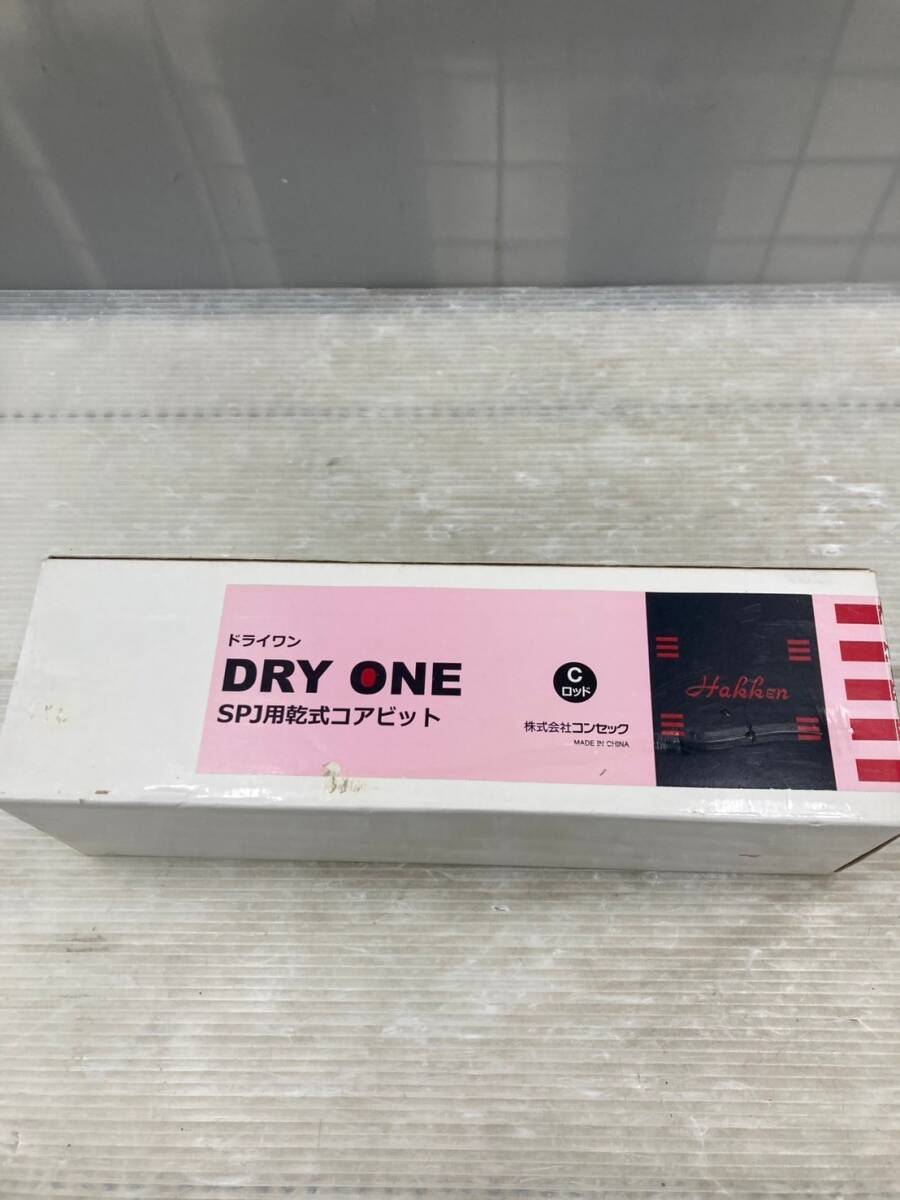 ドライワン
DRY ONE
SPJ用乾式コアビット
C
ロッド
株式会社コンセック
MADE IN CHINA
Hakken